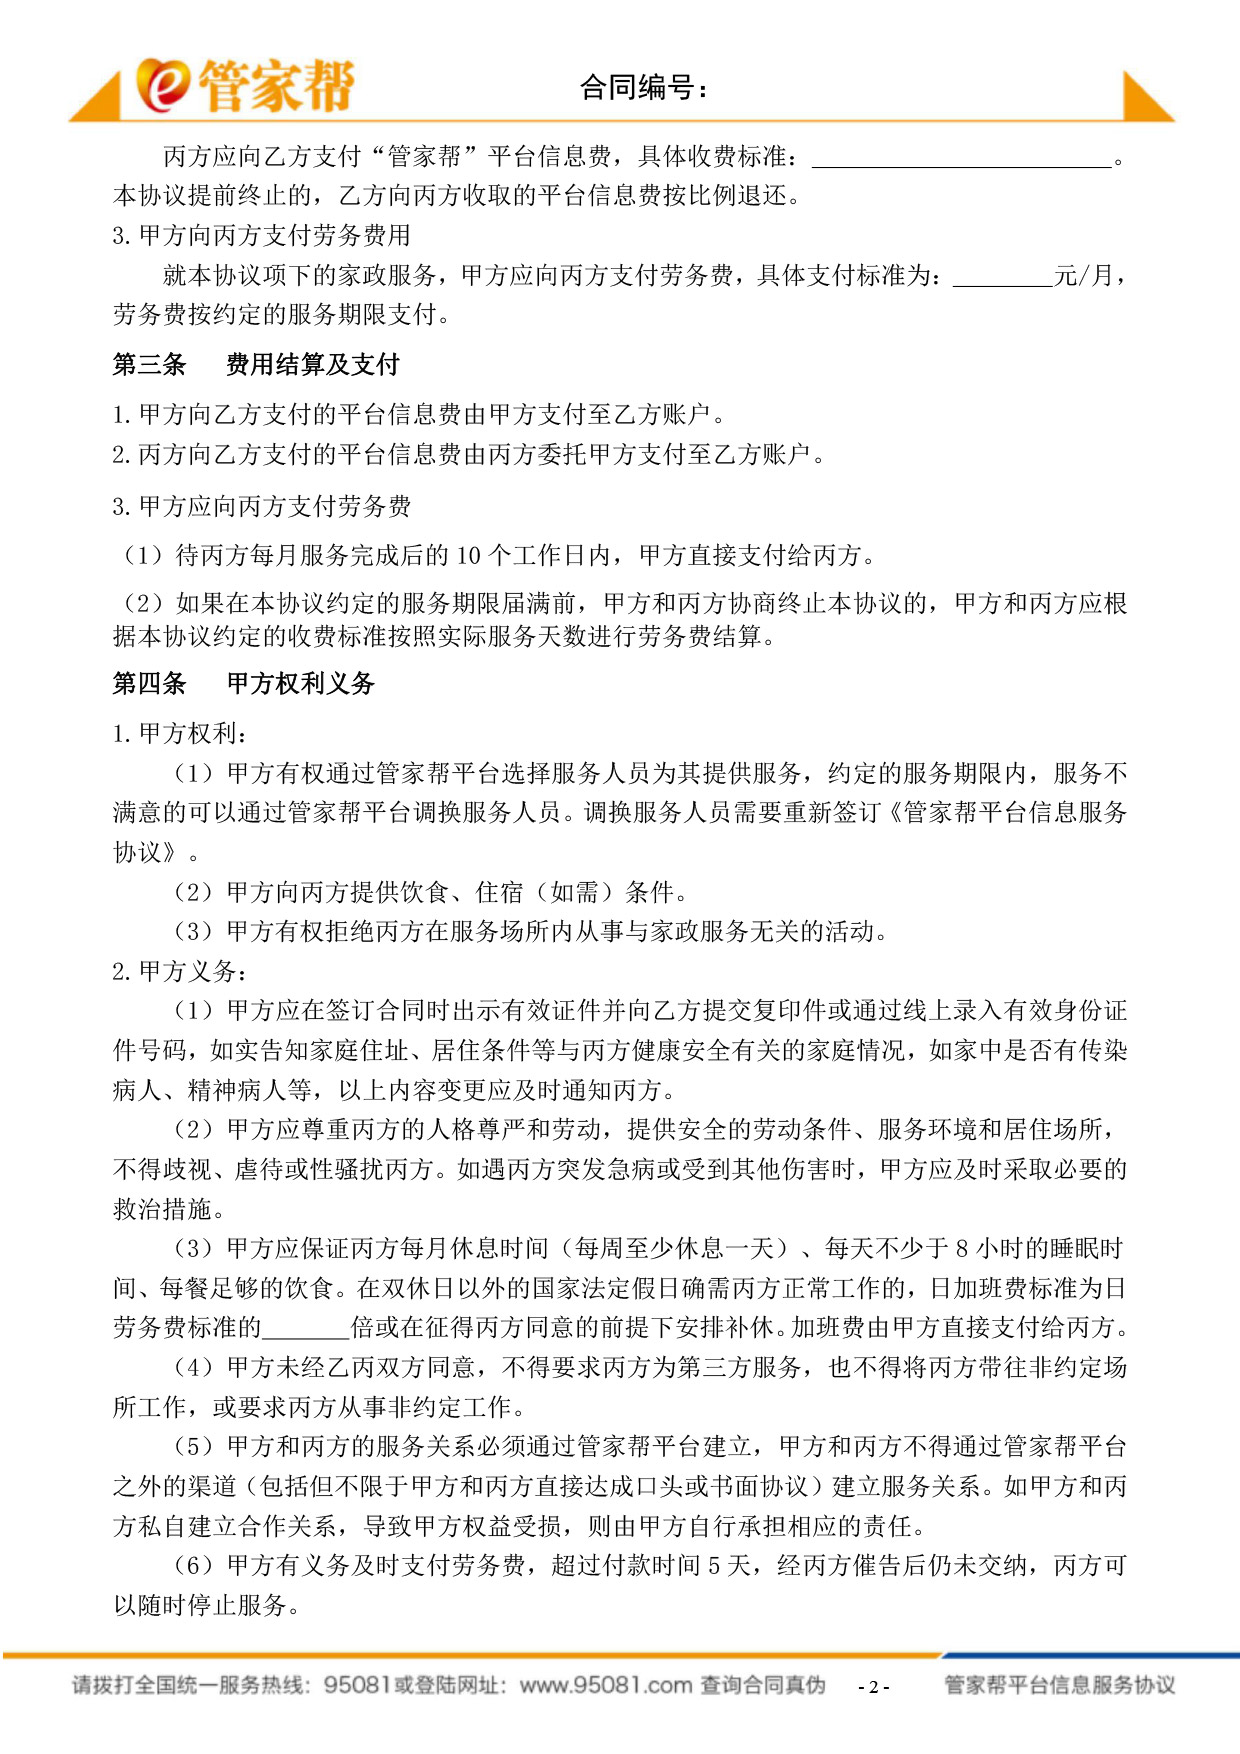 管家帮
合同编号：
丙方应向乙方支付“管家帮”平台信息费，具体收费标准：________________________。
本协议提前终止的，乙方向丙方收取的平台信息费按比例退还。
3.甲方向丙方支付劳务费用
就本协议项下的家政服务，甲方应向丙方支付劳务费，具体支付标准为：________元/月，
劳务费按约定的服务期限支付。
第三条 费用结算及支付
1.甲方向乙方支付的平台信息费由甲方支付至乙方账户。
2.丙方向乙方支付的平台信息费由丙方委托甲方支付至乙方账户。
3.甲方应向丙方支付劳务费
（1）待丙方每月服务完成后的 10 个工作日内，甲方直接支付给丙方。
（2）如果在本协议约定的服务期限届满前，甲方和丙方协商终止本协议的，甲方和丙方应根
据本协议约定的收费标准按照实际服务天数进行劳务费结算。
第四条 甲方权利义务
1.甲方权利：
（1）甲方有权通过管家帮平台选择服务人员为其提供服务，约定的服务期限内，服务不
满意的可以通过管家帮平台调换服务人员。调换服务人员需要重新签订《管家帮平台信息服务
协议》。
（2）甲方向丙方提供饮食、住宿（如需）条件。
（3）甲方有权拒绝丙方在服务场所内从事与家政服务无关的活动。
2.甲方义务：
（1）甲方应在签订合同时出示有效证件并向乙方提交复印件或通过线上录入有效身份证
件号码，如实告知家庭住址、居住条件等与丙方健康安全有关的家庭情况，如家中是否有传染
病人、精神病人等，以上内容变更应及时通知丙方。
（2）甲方应尊重丙方的人格尊严和劳动，提供安全的劳动条件、服务环境和居住场所，
不得歧视、虐待或性骚扰丙方。如遇丙方突发急病或受到其他伤害时，甲方应及时采取必要的
救治措施。
（3）甲方应保证丙方每月休息时间（每周至少休息一天）、每天不少于 8 小时的睡眠时
间、每餐足够的饮食。在双休日以外的国家法定假日确需丙方正常工作的，日加班费标准为日
劳务费标准的_______倍或在征得丙方同意的前提下安排补休。加班费由甲方直接支付给丙方。
（4）甲方未经乙丙双方同意，不得要求丙方为第三方服务，也不得将丙方带往非约定场
所工作，或要求丙方从事非约定工作。
（5）甲方和丙方的服务关系必须通过管家帮平台建立，甲方和丙方不得通过管家帮平台
之外的渠道（包括但不限于甲方和丙方直接达成口头或书面协议）建立服务关系。如甲方和丙
方私自建立合作关系，导致甲方权益受损，则由甲方自行承担相应的责任。
（6）甲方有义务及时支付劳务费，超过付款时间 5 天，经丙方催告后仍未交纳，丙方可
以随时停止服务。
请拨打全国统一服务热线：95081或登陆网址：www.95081.com 查询合同真伪 - 2 - 管家帮平台信息服务协议